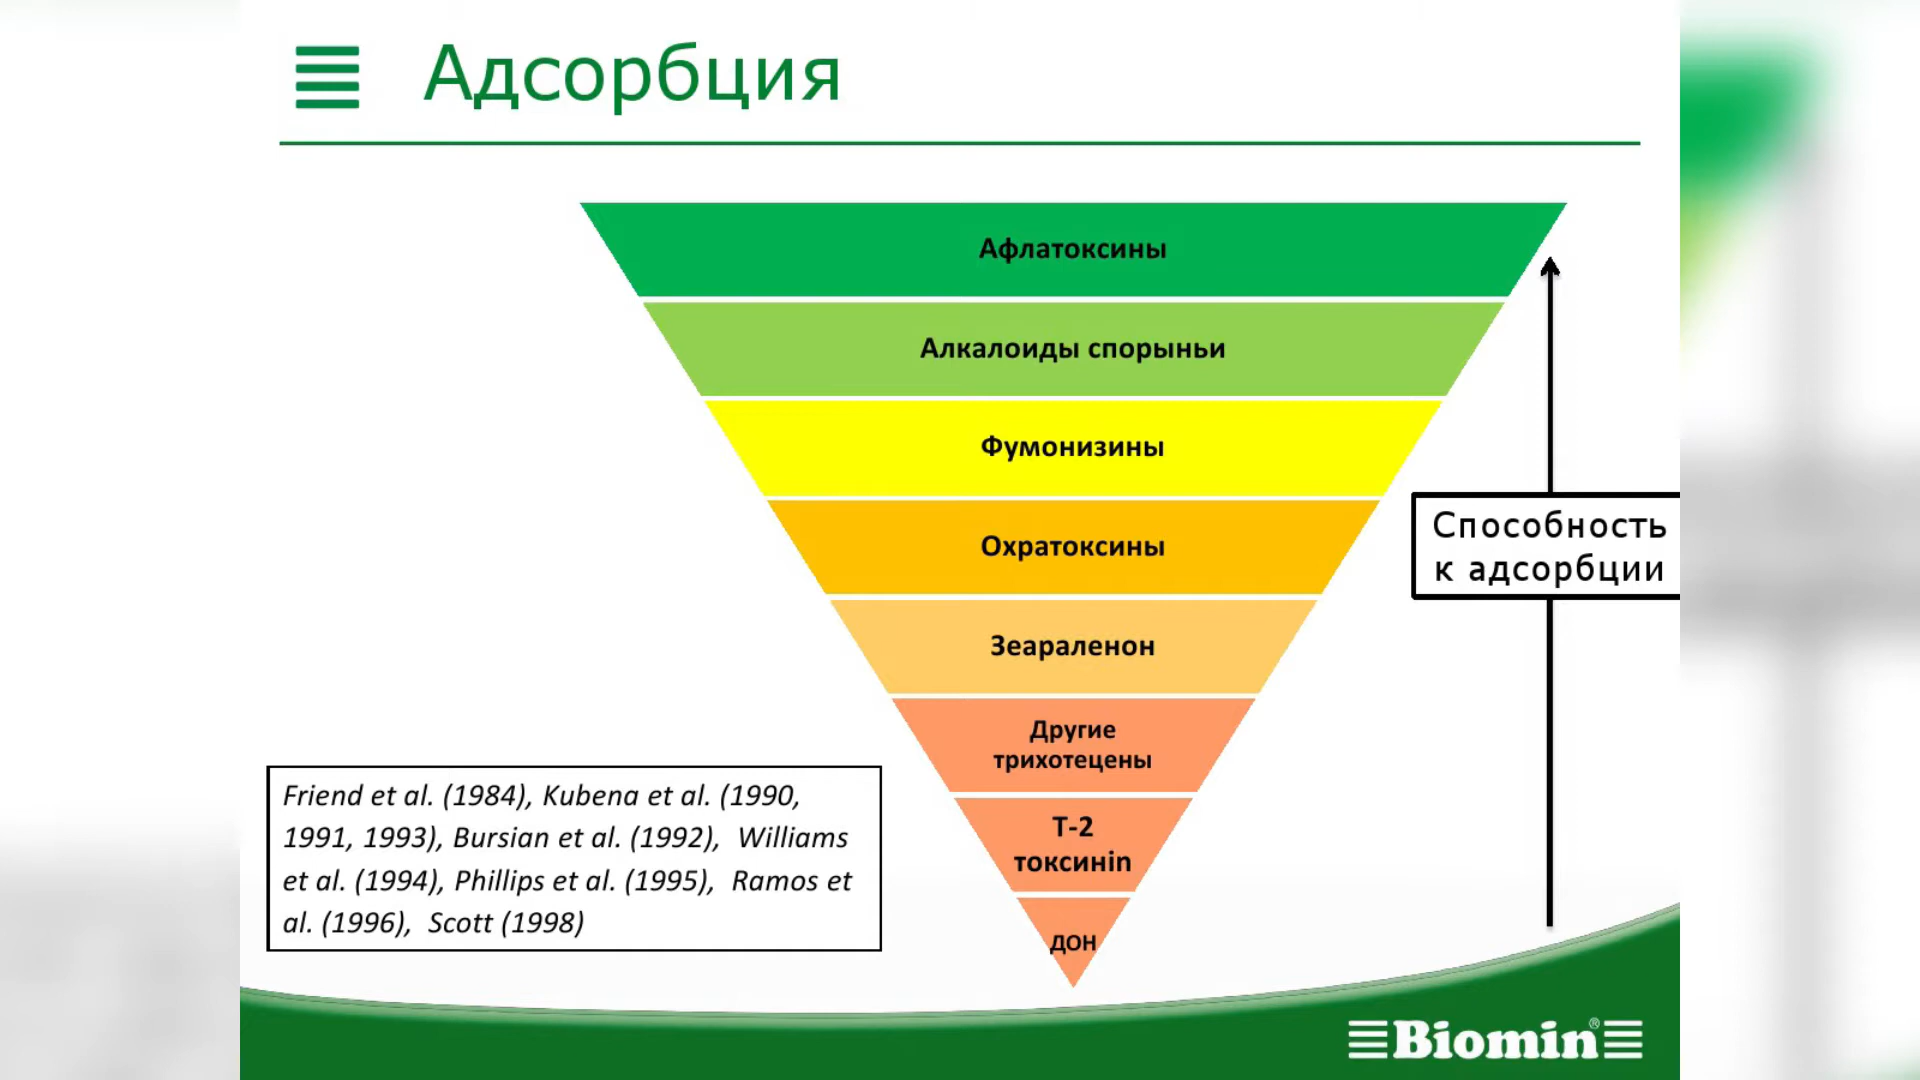 Адсорбция
Афлатоксины
Алкалоиды спорыньи
Фумонизины
Охратоксины
Зеараленон
Другие
трихотецены
Т-2
токсинin
ДОН
Способность
к адсорбции
Friend et al. (1984), Kubena et al. (1990,
1991, 1993), Bursian et al. (1992), Williams
et al. (1994), Phillips et al. (1995), Ramos et
al. (1996), Scott (1998)
Biomin®